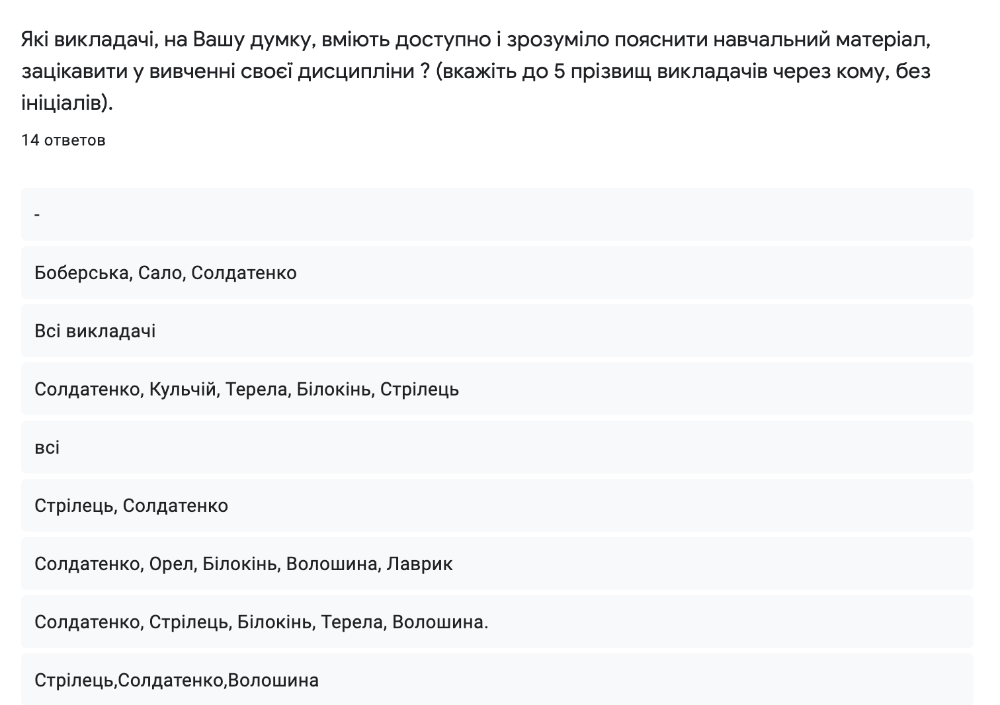 Які викладачі, на Вашу думку, вміють доступно і зрозуміло пояснити навчальний матеріал,
зацікавити у вивченні своєї дисципліни ? (вкажіть до 5 прізвищ викладачів через кому, без
ініціалів).
14 ответов
-
Боберська, Сало, Солдатенко
Всі викладачі
Солдатенко, Кульчій, Терела, Білокінь, Стрілець
всі
Стрілець, Солдатенко
Солдатенко, Орел, Білокінь, Волошина, Лаврик
Солдатенко, Стрілець, Білокінь, Терела, Волошина.
Стрілець,Солдатенко,Волошина